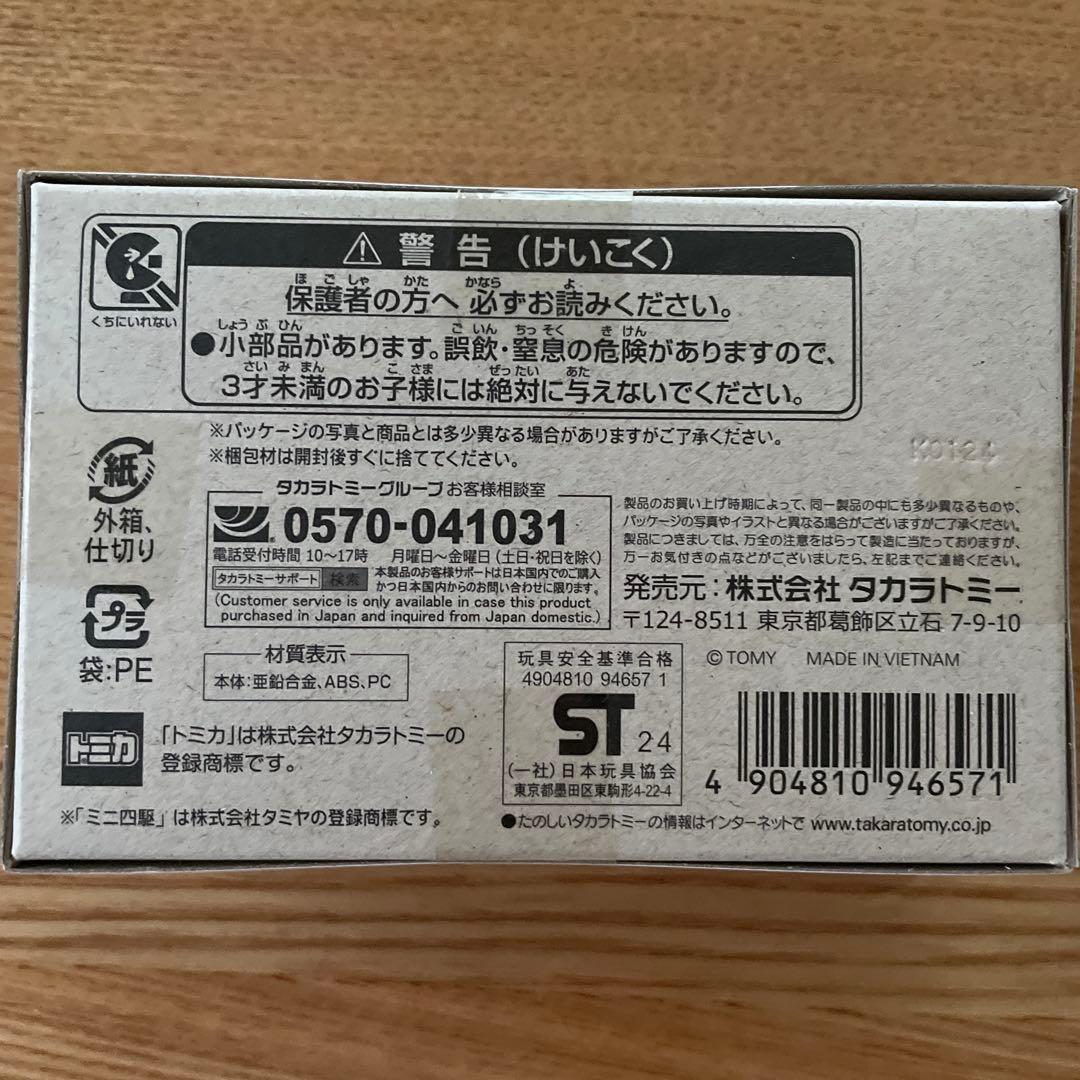 ⚠ 警告（けいこく）
くちにいれない
保護者の方へ 必ずお読みください。
ほごしゃ かた かなら よ
●小部品があります。誤飲・窒息の危険がありますので、
しょうぶひん ごいん ちっそく きけん
3才未満のお子様には絶対に与えないでください。
さいみまん こさま ぜったい あた
※パッケージの写真と商品とは多少異なる場合がありますがご了承ください。
※梱包材は開封後すぐに捨ててください。
K0124
紙
外箱、
仕切り
プラ
袋:PE
タカラトミーグループ お客様相談室
0570-041031
電話受付時間 10～17時 月曜日～金曜日（土日・祝日を除く）
タカラトミーサポート 検索
本製品のお客様サポートは日本国内でのご購入
かつ日本国内からのお問い合わせに限ります。
(Customer service is only available in case this product
purchased in Japan and inquired from Japan domestic.)
製品のお買い上げ時期によって、同一製品の中にも多少異なるものや、
パッケージの写真やイラストと異なる場合がございますがご了承ください。
製品につきましては、万全の注意をはらって製造に当たっておりますが、
万一お気付きの点などがございましたら、左記までご連絡ください。
発売元：株式会社 タカラトミー
〒124-8511 東京都葛飾区立石 7-9-10
材質表示
本体：亜鉛合金、ABS、PC
トミカ
「トミカ」は株式会社タカラトミーの
登録商標です。
※「ミニ四駆」は株式会社タミヤの登録商標です。
玩具安全基準合格
4904810 94657 1
ST 24
(一社)日本玩具協会
東京都墨田区東駒形4-22-4
© TOMY MADE IN VIETNAM
4 904810 946571
●たのしいタカラトミーの情報はインターネットで www.takaratomy.co.jp